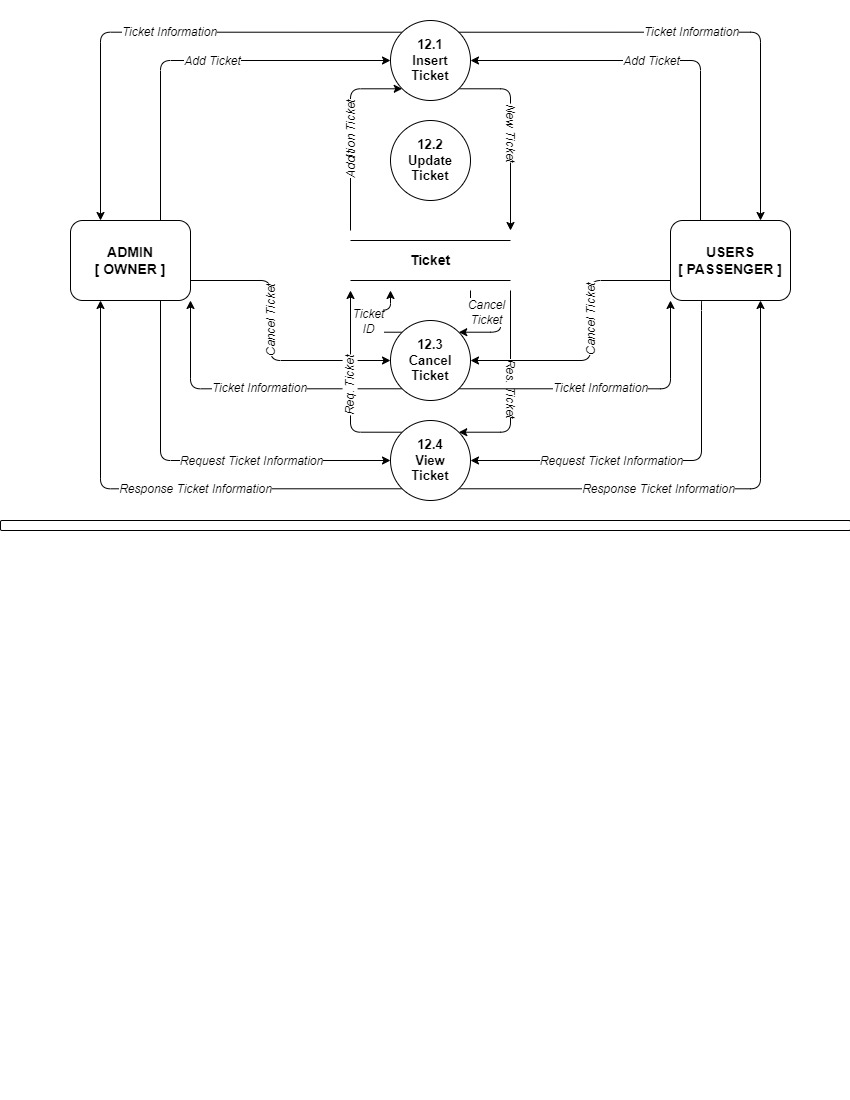 Ticket Information
Ticket Information
12.1
Insert
Ticket
Add Ticket
Add Ticket
Addition Ticket
New Ticket
12.2
Update
Ticket
ADMIN
[ OWNER ]
Ticket
USERS
[ PASSENGER ]
Cancel Ticket
Ticket
ID
Cancel
Ticket
Cancel Ticket
12.3
Cancel
Ticket
Req. Ticket
Res. Ticket
Ticket Information
Ticket Information
12.4
View
Ticket
Request Ticket Information
Request Ticket Information
Response Ticket Information
Response Ticket Information